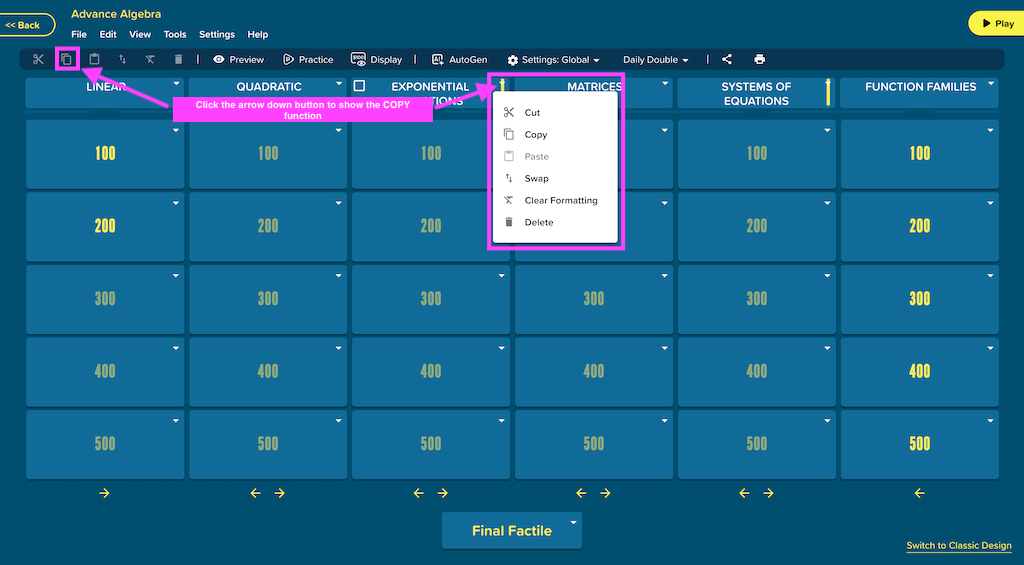 Advance Algebra
<< Back
Play
File Edit View Tools Settings Help
Preview Practice Display AutoGen Settings: Global Daily Double
LINEAR QUADRATIC EXPONENTIAL MATRICES SYSTEMS OF EQUATIONS FUNCTION FAMILIES
Click the arrow down button to show the COPY
function
Cut
Copy
Paste
Swap
Clear Formatting
Delete
100 100 100 100 100
200 200 200 200 200
300 300 300 300 300 300
400 400 400 400 400 400
500 500 500 500 500 500
Final Factile
Switch to Classic Design